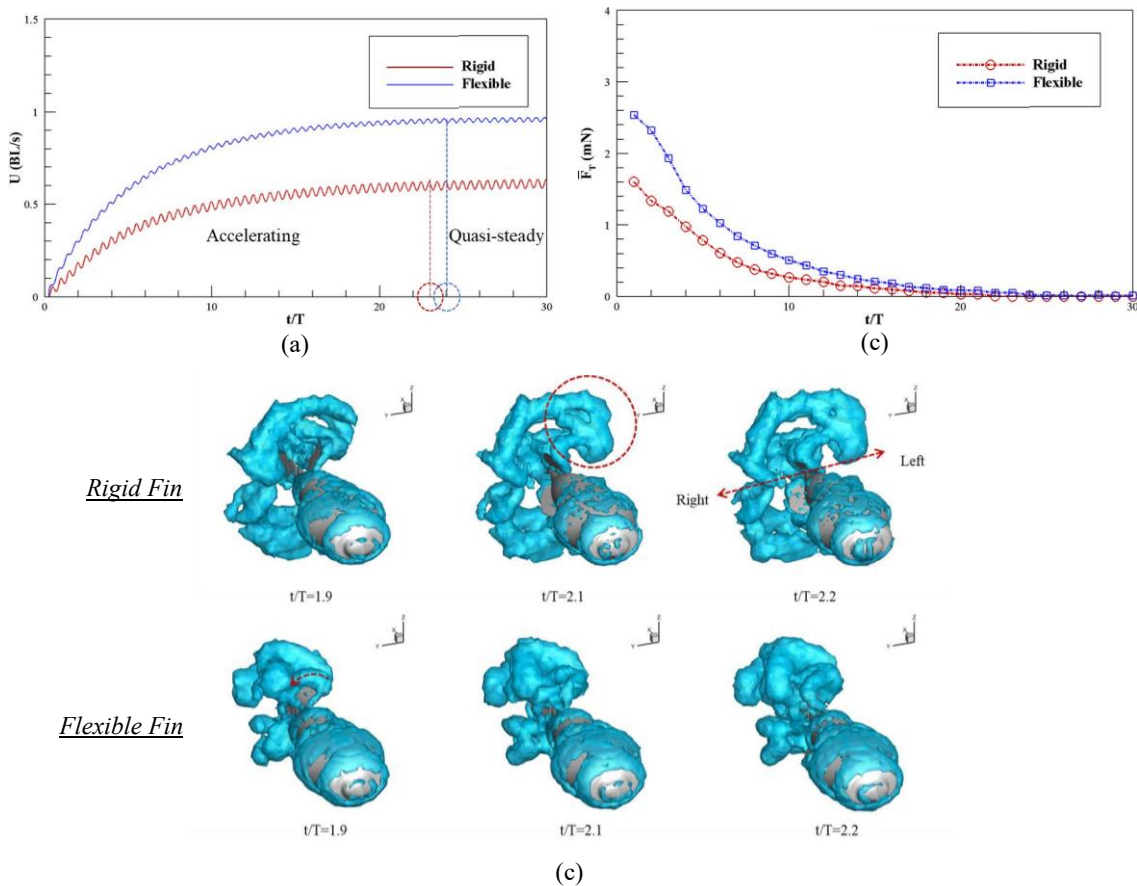 1.5
1
0.5
0
U (BL/s)
Rigid
Flexible
Accelerating
Quasi-steady
0
10
20
30
t/T
(a)
4
3
2
1
0
F̅_T (mN)
Rigid
Flexible
0
10
20
30
t/T
(c)
Rigid Fin
X
Y
Z
X
Y
Z
X
Y
Z
Right
Left
t/T=1.9
t/T=2.1
t/T=2.2
Flexible Fin
X
Y
Z
X
Y
Z
X
Y
Z
t/T=1.9
t/T=2.1
t/T=2.2
(c)